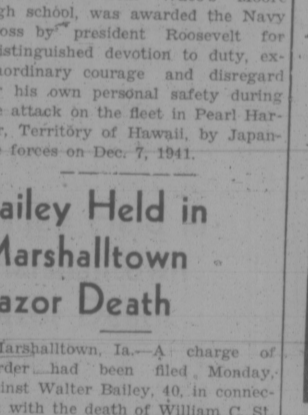 gh school, was awarded the Navy
oss by president Roosevelt for
istinguished devotion to duty, ex-
aordinary courage and disregard
his own personal safety during
e attack on the fleet in Pearl Har-
r, Territory of Hawaii, by Japan-
e forces on Dec. 7, 1941.
ailey Held in
Marshalltown
azor Death
Marshalltown, Ia.—A charge of
rder had been filed Monday,
inst Walter Bailey, 40, in connec-
with the death of William C. St.